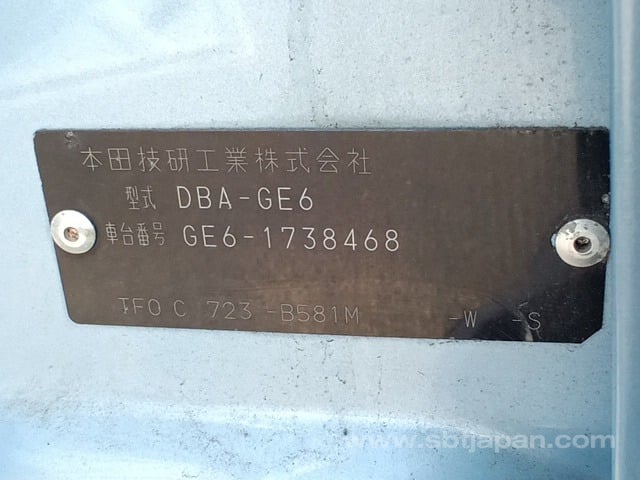 本田技研工業株式会社
型式 DBA-GE6
車台番号 GE6-1738468
TF0 C 723 -B581M -W -S
www.sbtjapan.com